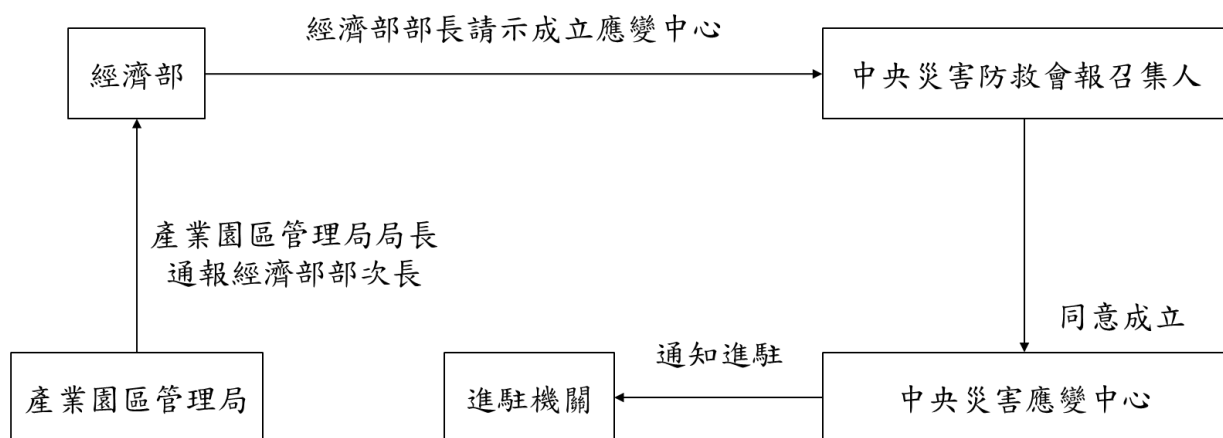 經濟部部長請示成立應變中心
經濟部
中央災害防救會報召集人
產業園區管理局局長
通報經濟部部次長
同意成立
通知進駐
產業園區管理局
進駐機關
中央災害應變中心